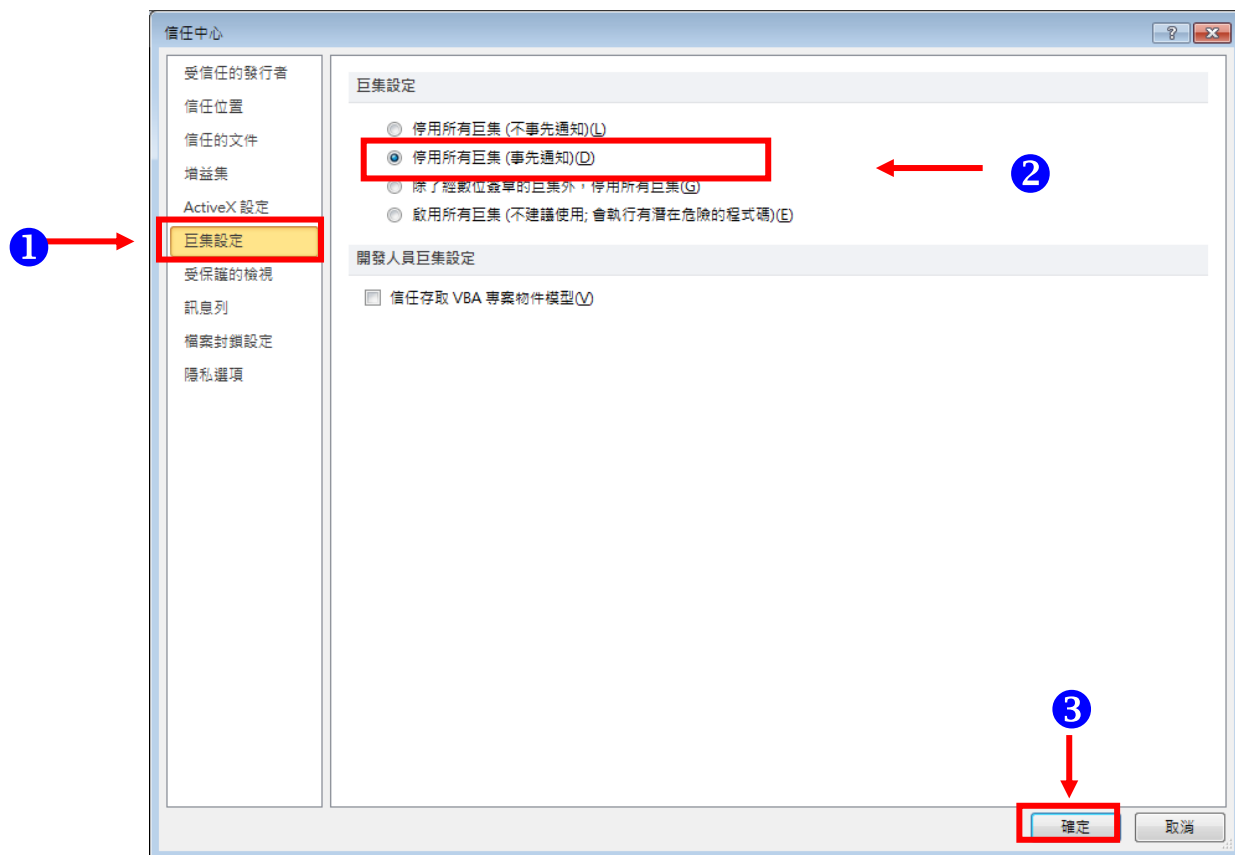 信任中心
受信任的發行者
信任位置
信任的文件
增益集
ActiveX 設定
巨集設定
受保護的檢視
訊息列
檔案封鎖設定
隱私選項
巨集設定
停用所有巨集 (不事先通知)(L)
停用所有巨集 (事先通知)(D)
除了經數位簽章的巨集外，停用所有巨集(G)
啟用所有巨集 (不建議使用; 會執行有潛在危險的程式碼)(E)
開發人員巨集設定
信任存取 VBA 專案物件模型(V)
1
2
3
確定
取消